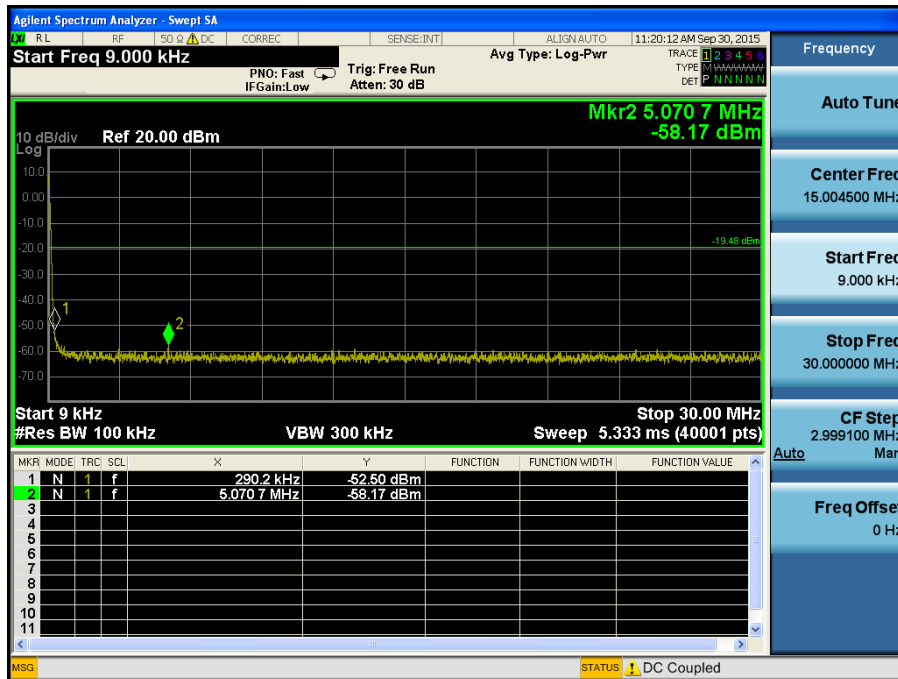 Agilent Spectrum Analyzer - Swept SA
LXI RL RF 50 Ω DC CORREC SENSE:INT ALIGN AUTO 11:20:12 AM Sep 30, 2015
Start Freq 9.000 kHz
PNO: Fast
IFGain:Low
Trig: Free Run
Atten: 30 dB
Avg Type: Log-Pwr
TRACE 1 2 3 4 5 6
TYPE M WWWWW
DET P N N N N N
Mkr2 5.070 7 MHz
-58.17 dBm
10 dB/div Ref 20.00 dBm
Log
10.0
0.00
-10.0
-20.0
-30.0
-40.0
-50.0
-60.0
-70.0
-19.48 dBm
1
2
Start 9 kHz Stop 30.00 MHz
#Res BW 100 kHz VBW 300 kHz Sweep 5.333 ms (40001 pts)
MKR MODE TRC SCL X Y FUNCTION FUNCTION WIDTH FUNCTION VALUE
1 N 1 f 290.2 kHz -52.50 dBm
2 N 1 f 5.070 7 MHz -58.17 dBm
3
4
5
6
7
8
9
10
11
MSG STATUS DC Coupled
Frequency
Auto Tune
Center Freq
15.004500 MHz
Start Freq
9.000 kHz
Stop Freq
30.000000 MHz
CF Step
2.999100 MHz
Auto Man
Freq Offset
0 Hz